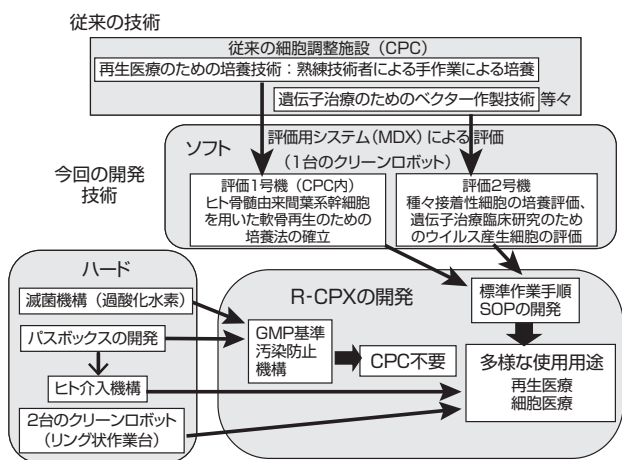 従来の技術
従来の細胞調整施設（CPC）
再生医療のための培養技術：熟練技術者による手作業による培養
遺伝子治療のためのベクター作製技術 等々
今回の開発
技術
ソフト
評価用システム（MDX）による評価
（1台のクリーンロボット）
評価1号機（CPC内）
ヒト骨髄由来間葉系幹細胞
を用いた軟骨再生のための
培養法の確立
評価2号機
種々接着性細胞の培養評価、
遺伝子治療臨床研究のため
のウイルス産生細胞の評価
ハード
滅菌機構（過酸化水素）
パスボックスの開発
ヒト介入機構
2台のクリーンロボット
（リング状作業台）
R-CPXの開発
GMP基準
汚染防止
機構
CPC不要
標準作業手順
SOPの開発
多様な使用用途
再生医療
細胞医療